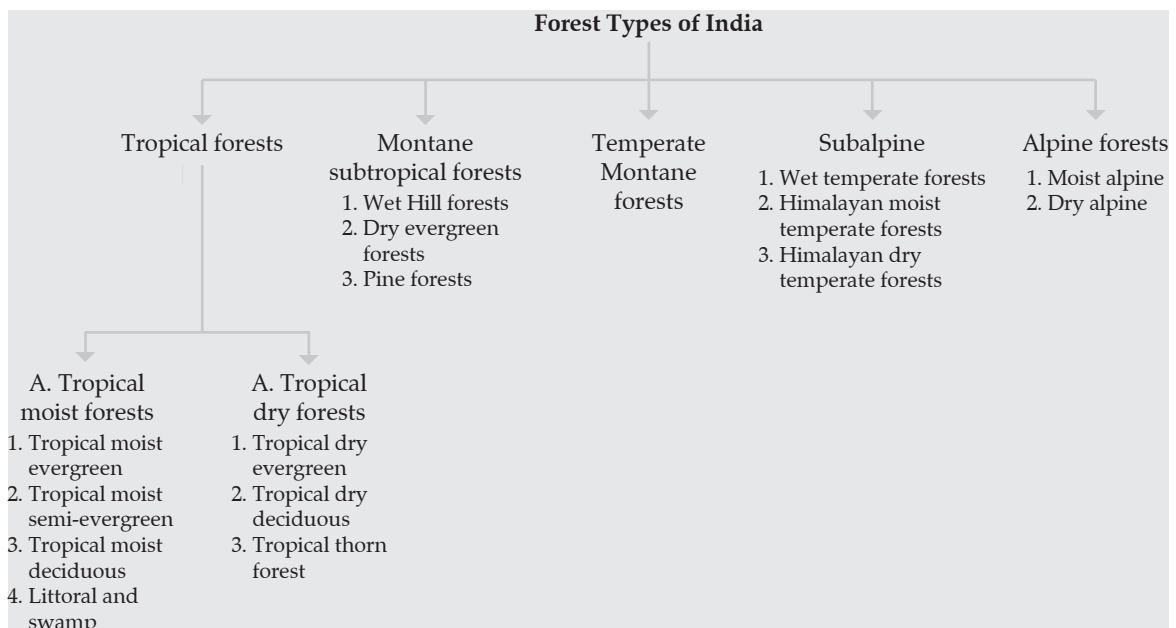 Forest Types of India
Tropical forests
Montane
subtropical forests
1. Wet Hill forests
2. Dry evergreen
forests
3. Pine forests
Temperate
Montane
forests
Subalpine
1. Wet temperate forests
2. Himalayan moist
temperate forests
3. Himalayan dry
temperate forests
Alpine forests
1. Moist alpine
2. Dry alpine
A. Tropical
moist forests
1. Tropical moist
evergreen
2. Tropical moist
semi-evergreen
3. Tropical moist
deciduous
4. Littoral and
swamp
A. Tropical
dry forests
1. Tropical dry
evergreen
2. Tropical dry
deciduous
3. Tropical thorn
forest